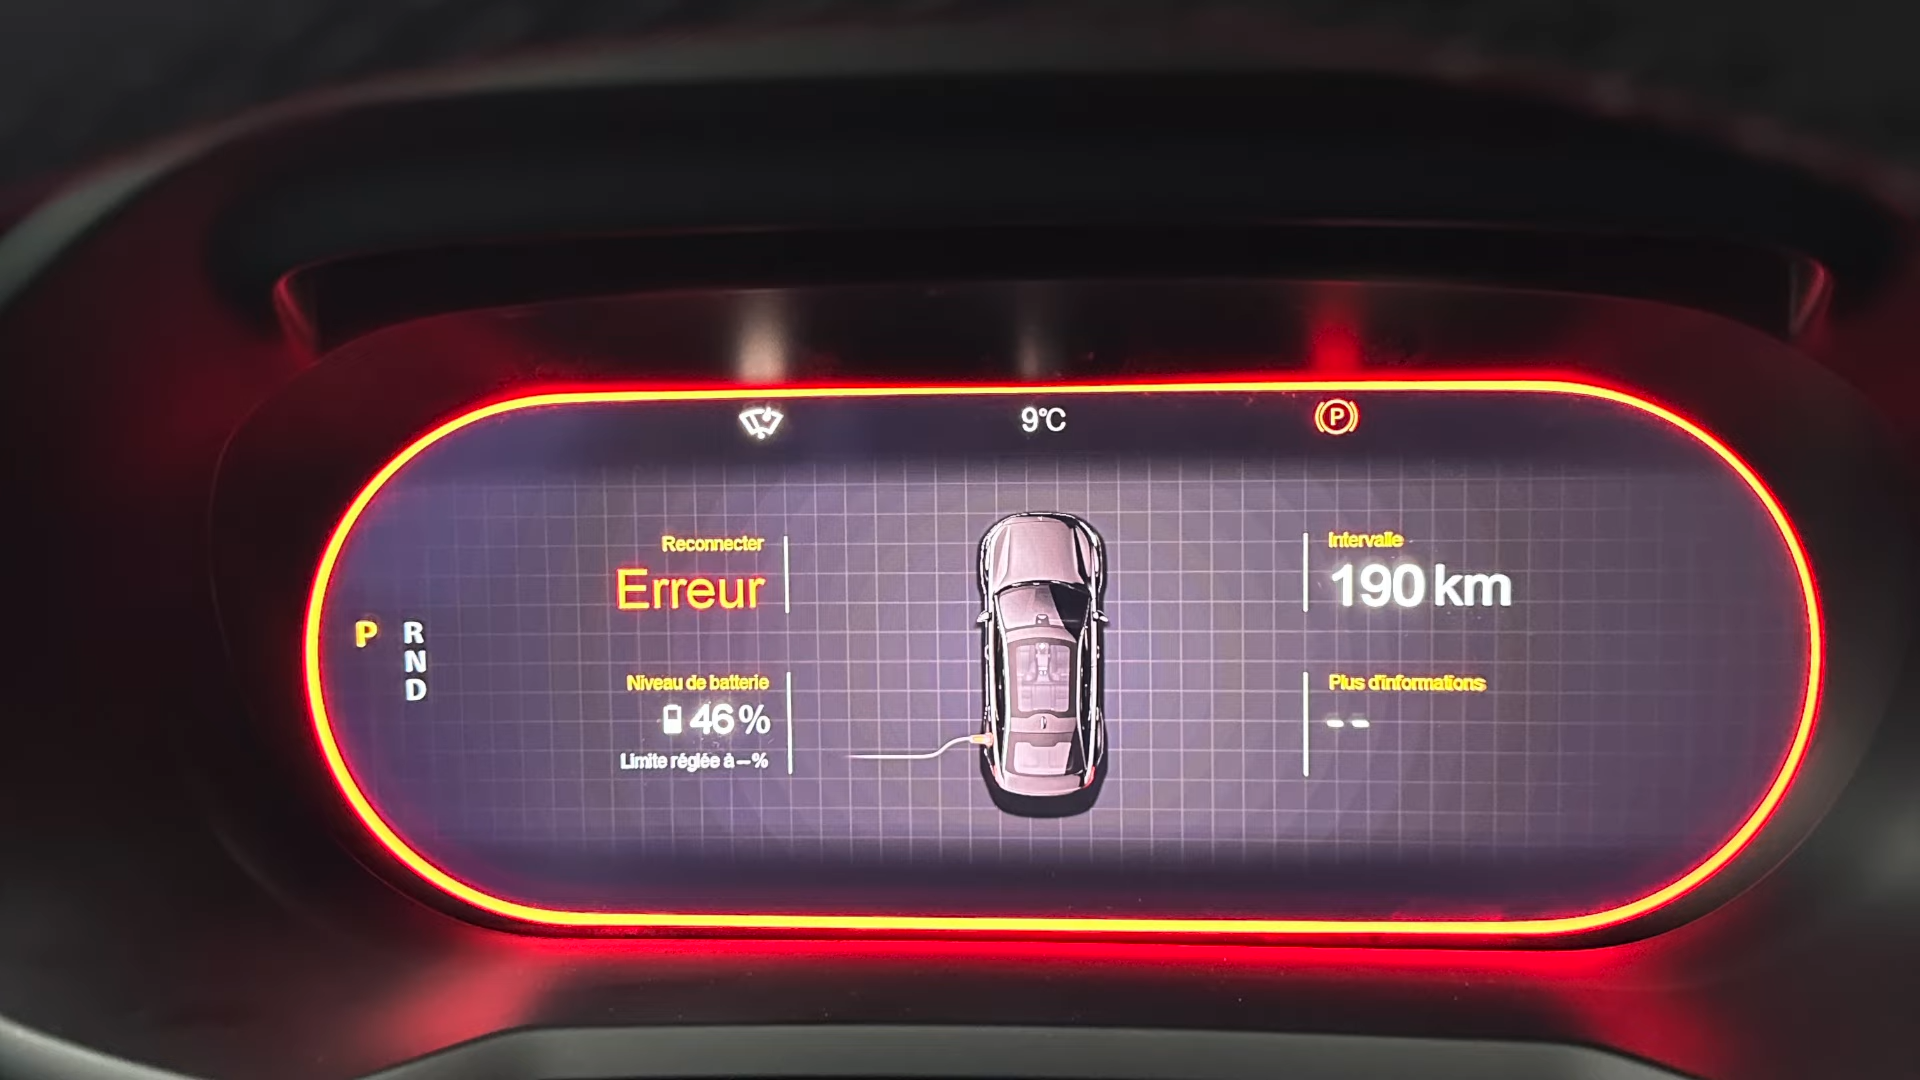 9°C
P
Reconnecter
Erreur
Intervalle
190 km
P R
N
D
Niveau de batterie
46 %
Limite réglée à -- %
Plus d'informations
--